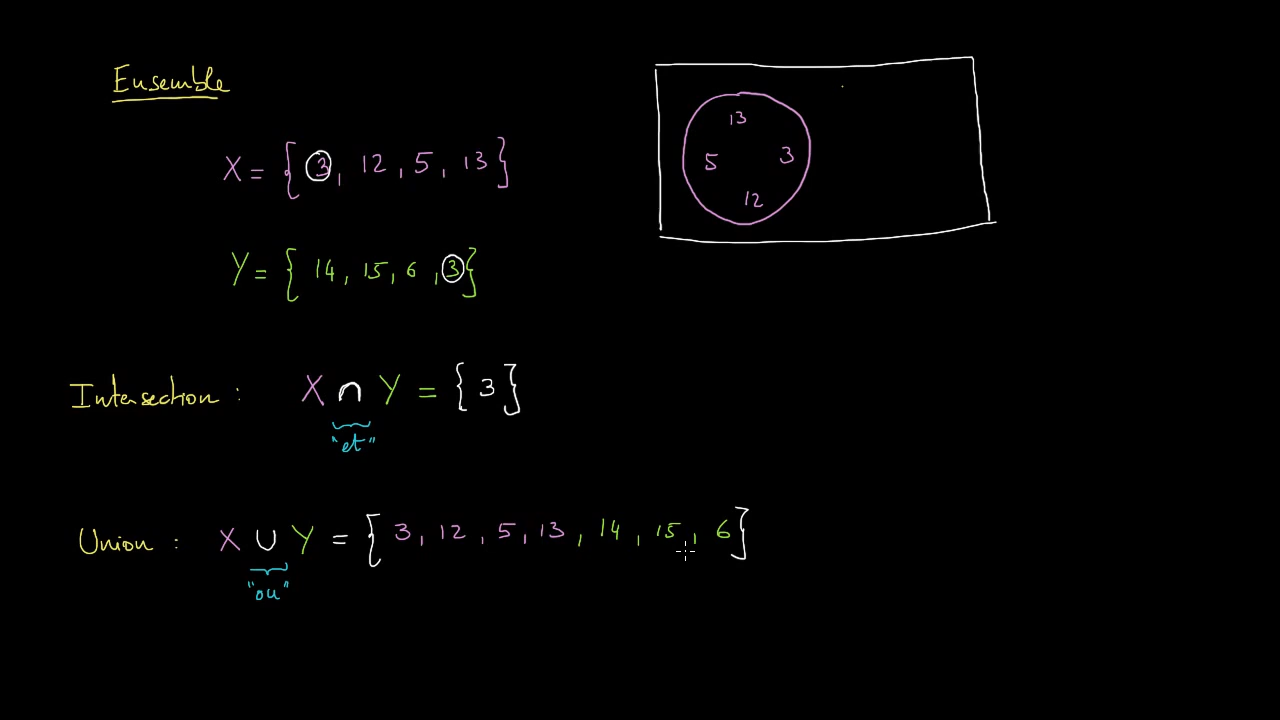 Ensemble
X = { 3, 12, 5, 13 }
Y = { 14, 15, 6, 3 }
13
5 3
12
Intersection : X ∩ Y = { 3 }
"et"
Union : X ∪ Y = { 3, 12, 5, 13, 14, 15, 6 }
"ou"